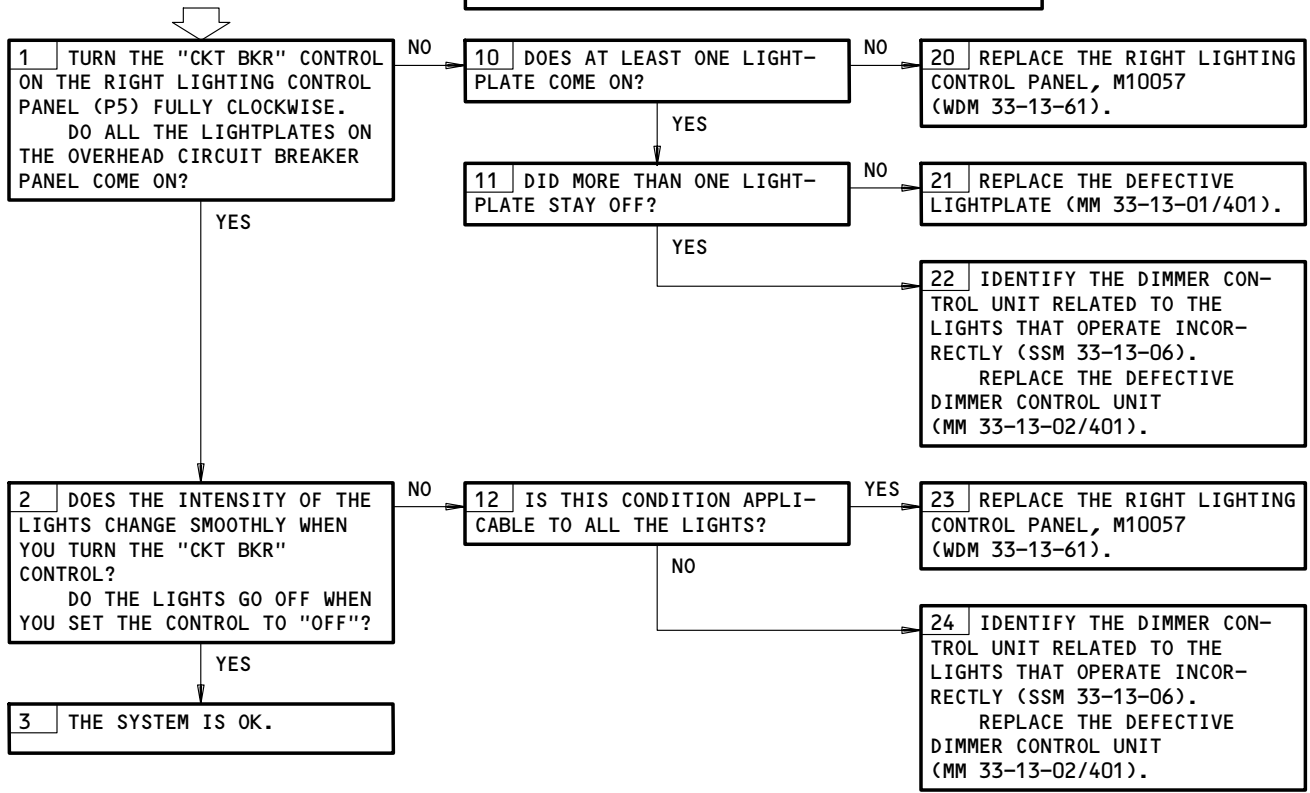 1 TURN THE "CKT BKR" CONTROL
ON THE RIGHT LIGHTING CONTROL
PANEL (P5) FULLY CLOCKWISE.
DO ALL THE LIGHTPLATES ON
THE OVERHEAD CIRCUIT BREAKER
PANEL COME ON?
NO
YES
10 DOES AT LEAST ONE LIGHT-
PLATE COME ON?
NO
YES
20 REPLACE THE RIGHT LIGHTING
CONTROL PANEL, M10057
(WDM 33-13-61).
11 DID MORE THAN ONE LIGHT-
PLATE STAY OFF?
NO
YES
21 REPLACE THE DEFECTIVE
LIGHTPLATE (MM 33-13-01/401).
22 IDENTIFY THE DIMMER CON-
TROL UNIT RELATED TO THE
LIGHTS THAT OPERATE INCOR-
RECTLY (SSM 33-13-06).
REPLACE THE DEFECTIVE
DIMMER CONTROL UNIT
(MM 33-13-02/401).
2 DOES THE INTENSITY OF THE
LIGHTS CHANGE SMOOTHLY WHEN
YOU TURN THE "CKT BKR"
CONTROL?
DO THE LIGHTS GO OFF WHEN
YOU SET THE CONTROL TO "OFF"?
NO
YES
12 IS THIS CONDITION APPLI-
CABLE TO ALL THE LIGHTS?
YES
NO
23 REPLACE THE RIGHT LIGHTING
CONTROL PANEL, M10057
(WDM 33-13-61).
24 IDENTIFY THE DIMMER CON-
TROL UNIT RELATED TO THE
LIGHTS THAT OPERATE INCOR-
RECTLY (SSM 33-13-06).
REPLACE THE DEFECTIVE
DIMMER CONTROL UNIT
(MM 33-13-02/401).
3 THE SYSTEM IS OK.